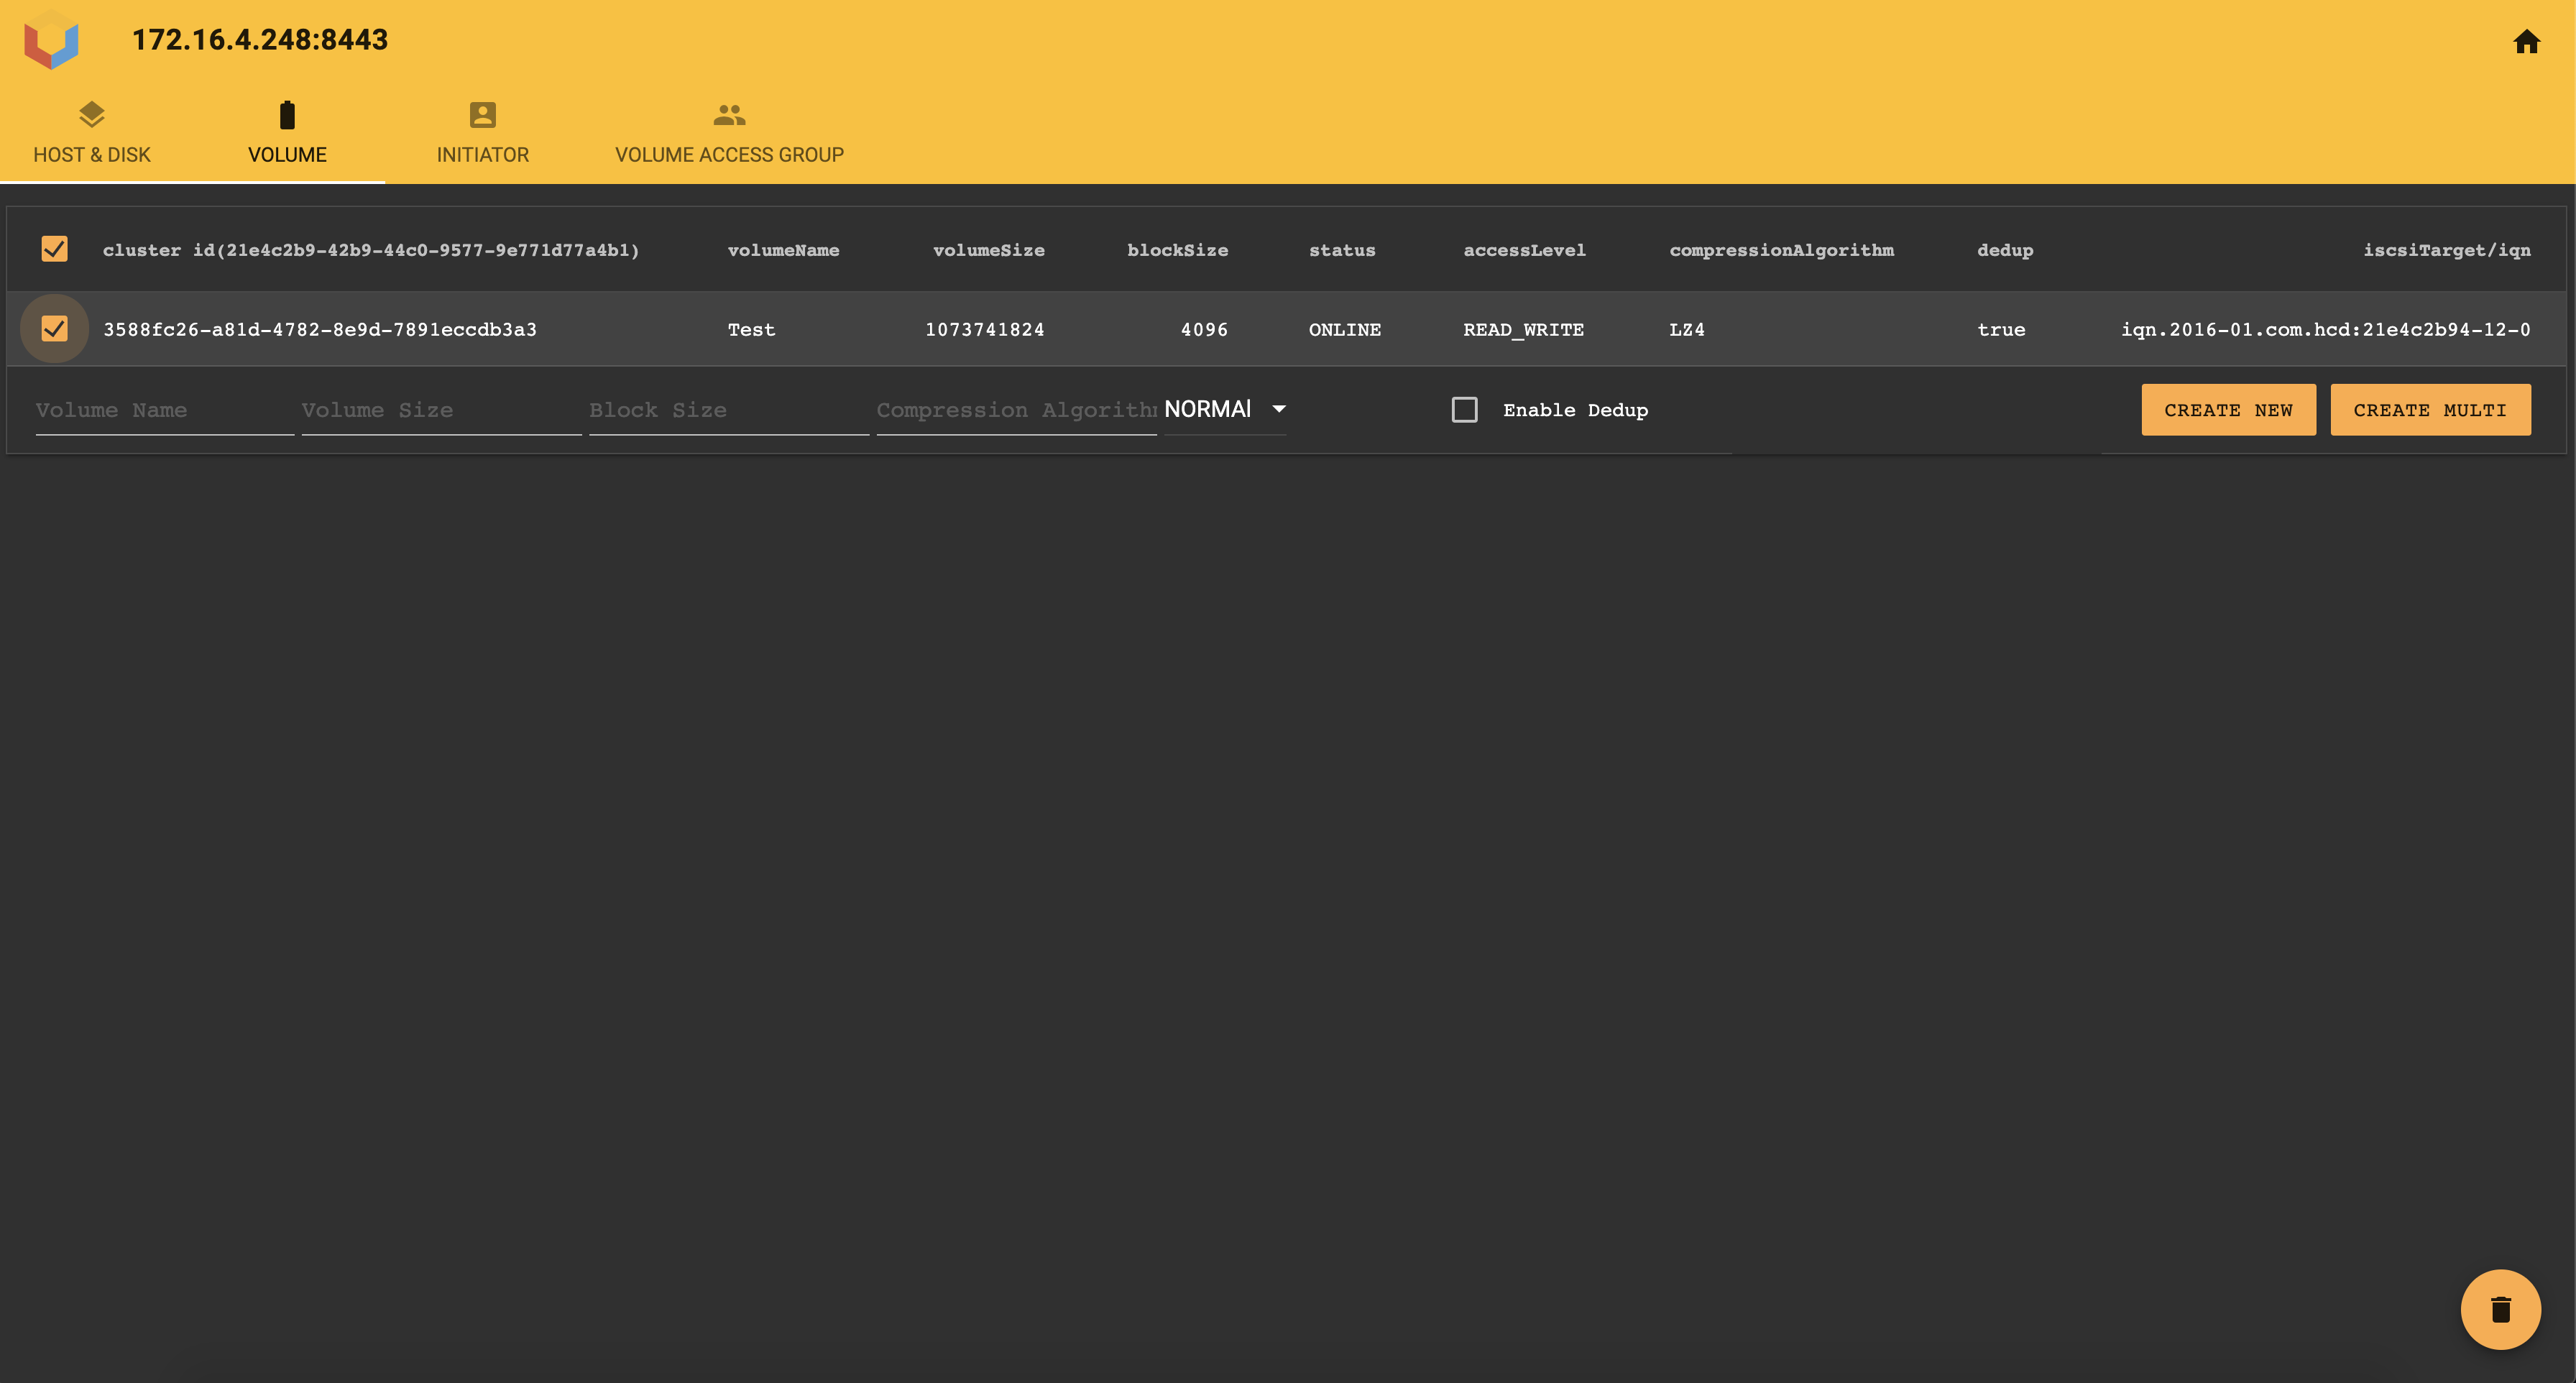 172.16.4.248:8443
HOST & DISK VOLUME INITIATOR VOLUME ACCESS GROUP
cluster id(21e4c2b9-42b9-44c0-9577-9e771d77a4b1) volumeName volumeSize blockSize status accessLevel compressionAlgorithm dedup iscsiTarget/iqn
3588fc26-a81d-4782-8e9d-7891eccdb3a3 Test 1073741824 4096 ONLINE READ_WRITE LZ4 true iqn.2016-01.com.hcd:21e4c2b94-12-0
Volume Name Volume Size Block Size Compression Algorithm NORMAL Enable Dedup CREATE NEW CREATE MULTI